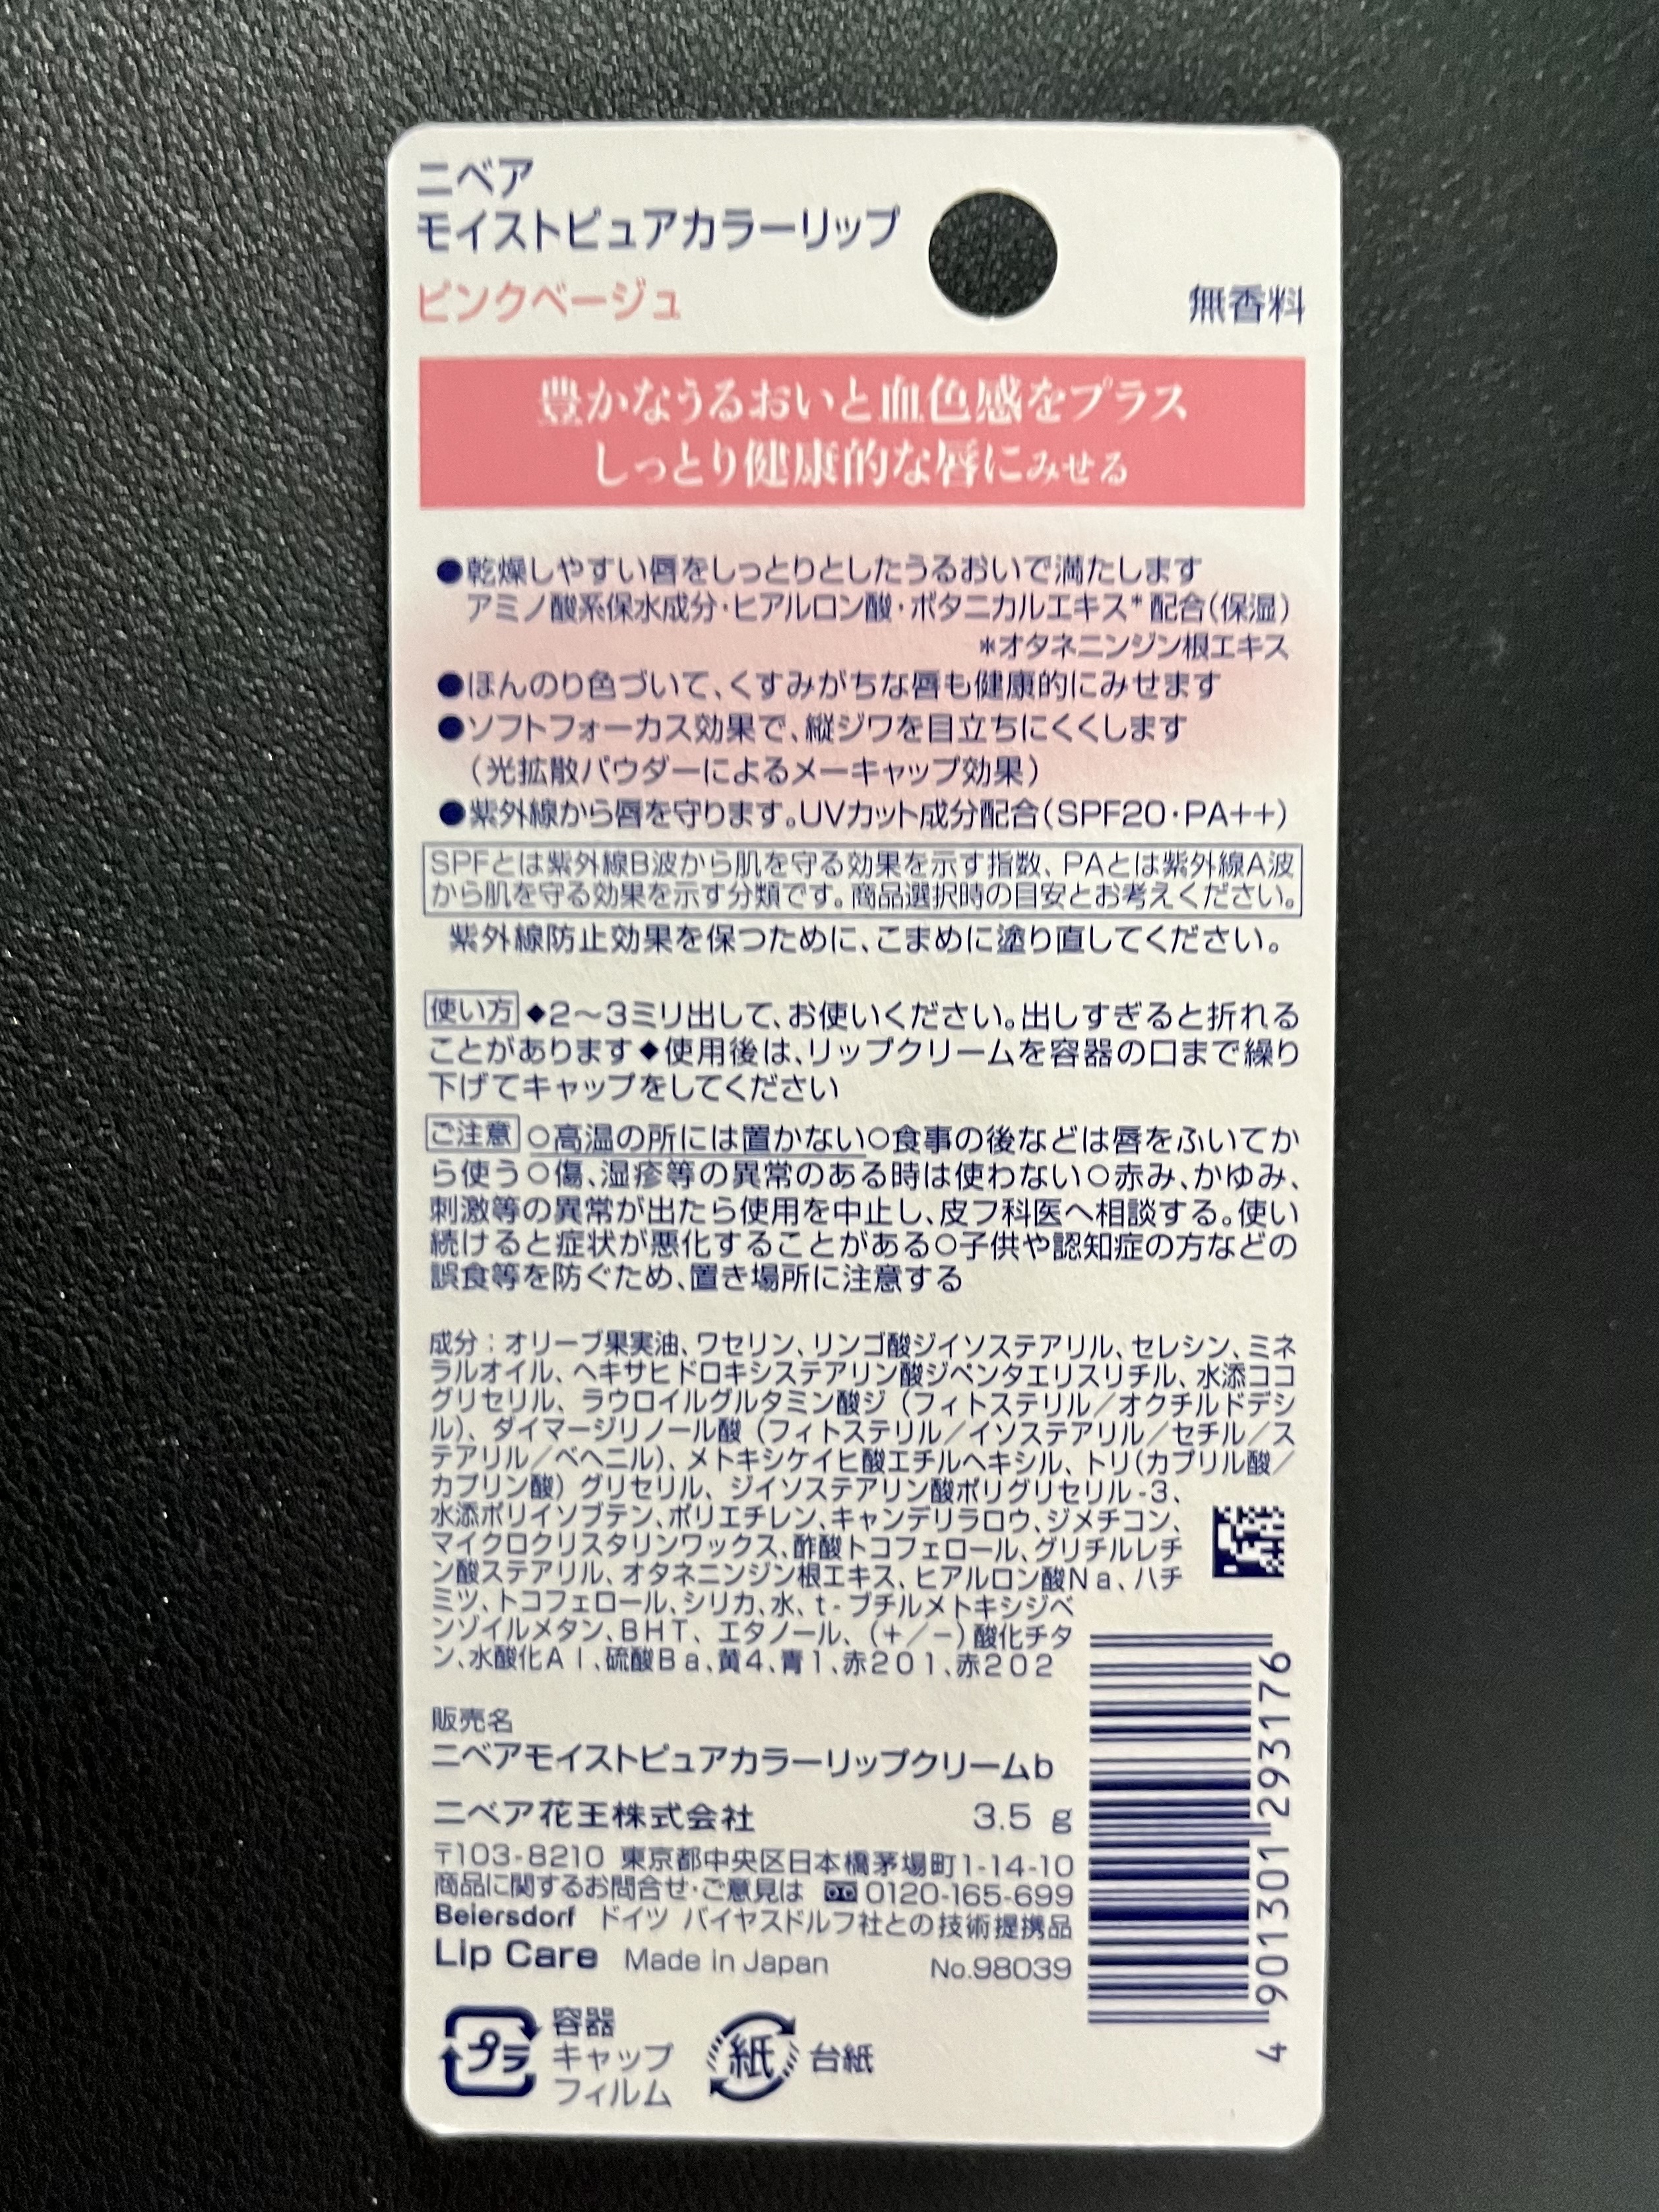 ニベア
モイストピュアカラーリップ
ピンクベージュ
無香料
豊かなうるおいと血色感をプラス
しっとり健康的な唇にみせる
●乾燥しやすい唇をしっとりとしたうるおいで満たします
アミノ酸系保水成分・ヒアルロン酸・ボタニカルエキス*配合(保湿)
*オタネニンジン根エキス
●ほんのり色づいて、くすみがちな唇も健康的にみせます
●ソフトフォーカス効果で、縦ジワを目立ちにくくします
(光拡散パウダーによるメーキャップ効果)
●紫外線から唇を守ります。UVカット成分配合(SPF20・PA++)
SPFとは紫外線B波から肌を守る効果を示す指数、PAとは紫外線A波
から肌を守る効果を示す分類です。商品選択時の目安とお考えください。
紫外線防止効果を保つために、こまめに塗り直してください。
使い方 ◆2～3ミリ出して、お使いください。出しすぎると折れる
ことがあります◆使用後は、リップクリームを容器の口まで繰り
下げてキャップをしてください
ご注意 ○高温の所には置かない○食事の後などは唇をふいてか
ら使う○傷、湿疹等の異常のある時は使わない○赤み、かゆみ、
刺激等の異常が出たら使用を中止し、皮フ科医へ相談する。使い
続けると症状が悪化することがある○子供や認知症の方などの
誤食等を防ぐため、置き場所に注意する
成分：オリーブ果実油、ワセリン、リンゴ酸ジイソステアリル、セレシン、ミネ
ラルオイル、ヘキサヒドロキシステアリン酸ジペンタエリスリチル、水添ココ
グリセリル、ラウロイルグルタミン酸ジ（フィトステリル／オクチルドデシ
ル）、ダイマージリノール酸（フィトステリル／イソステアリル／セチル／ス
テアリル／ベヘニル）、メトキシケイヒ酸エチルヘキシル、トリ(カプリル酸／
カプリン酸）グリセリル、ジイソステアリン酸ポリグリセリル-3、
水添ポリイソブテン、ポリエチレン、キャンデリラロウ、ジメチコン、
マイクロクリスタリンワックス、酢酸トコフェロール、グリチルレチ
ン酸ステアリル、オタネニンジン根エキス、ヒアルロン酸Na、ハチ
ミツ、トコフェロール、シリカ、水、t-ブチルメトキシジベ
ンゾイルメタン、BHT、エタノール、(+/−)酸化チタ
ン、水酸化Al、硫酸Ba、黄4、青1、赤201、赤202
販売名
ニベアモイストピュアカラーリップクリームb
ニベア花王株式会社 3.5 g
〒103-8210 東京都中央区日本橋茅場町1-14-10
商品に関するお問合せ・ご意見は 0120-165-699
Beiersdorf ドイツ バイヤスドルフ社との技術提携品
Lip Care Made in Japan No.98039
4 901301 293176
プラ 容器
キャップ
フィルム
紙 台紙